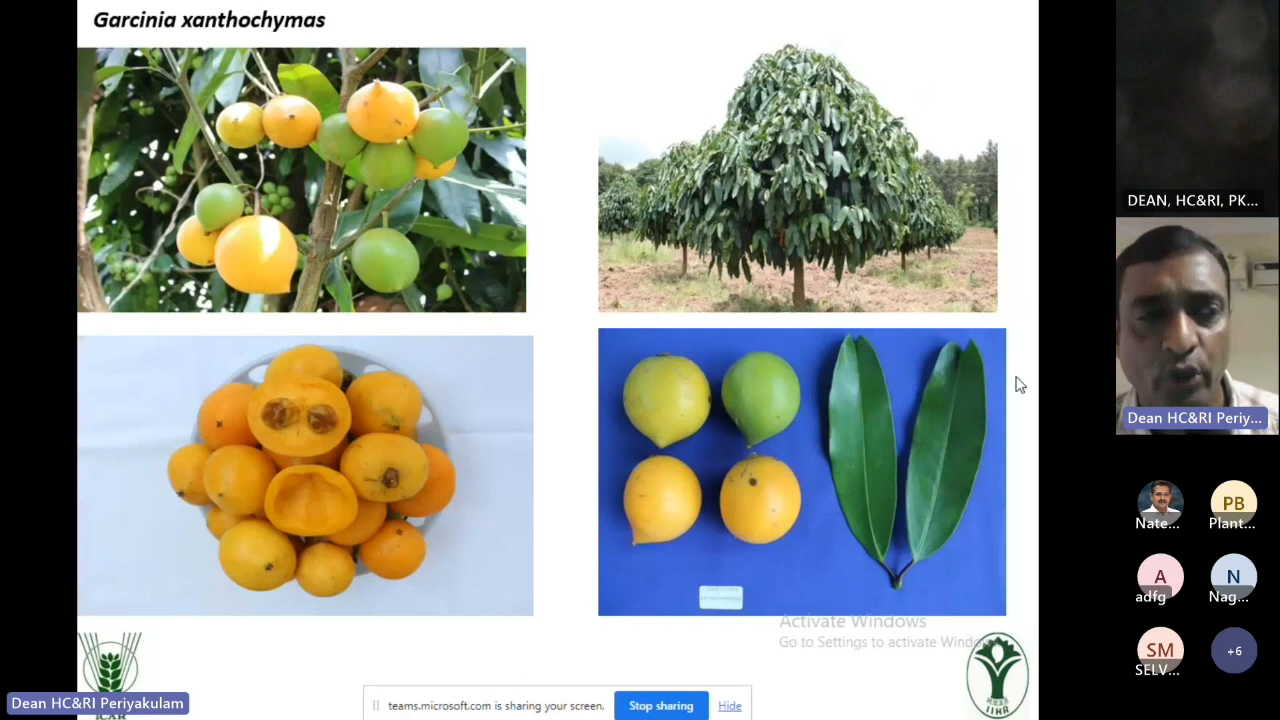 Garcinia xanthochymas
DEAN, HC&RI, PK...
Dean HC&RI Periy...
Nate...
PB
Plant...
A
adfg
N
Nag...
SM
SELV...
+6
Activate Windows
Go to Settings to activate Windows
Dean HC&RI Periyakulam
ICAR
teams.microsoft.com is sharing your screen.
Stop sharing
Hide
IIHR